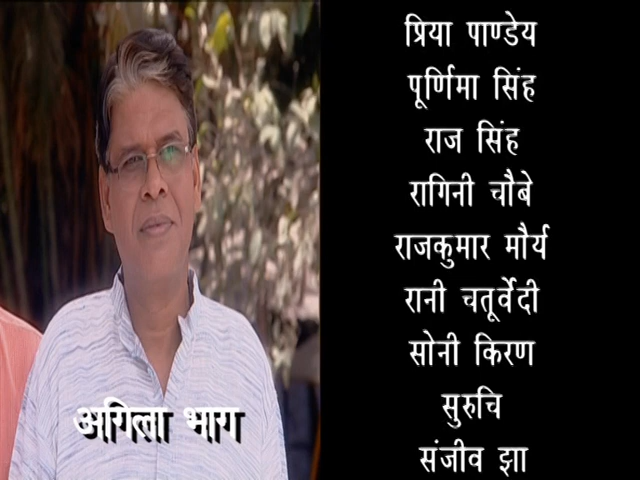 प्रिया पाण्डेय
पूर्णिमा सिंह
राज सिंह
रागिनी चौबे
राजकुमार मौर्य
रानी चतूर्वेदी
सोनी किरण
सुरुचि
संजीव झा
अगिला भाग